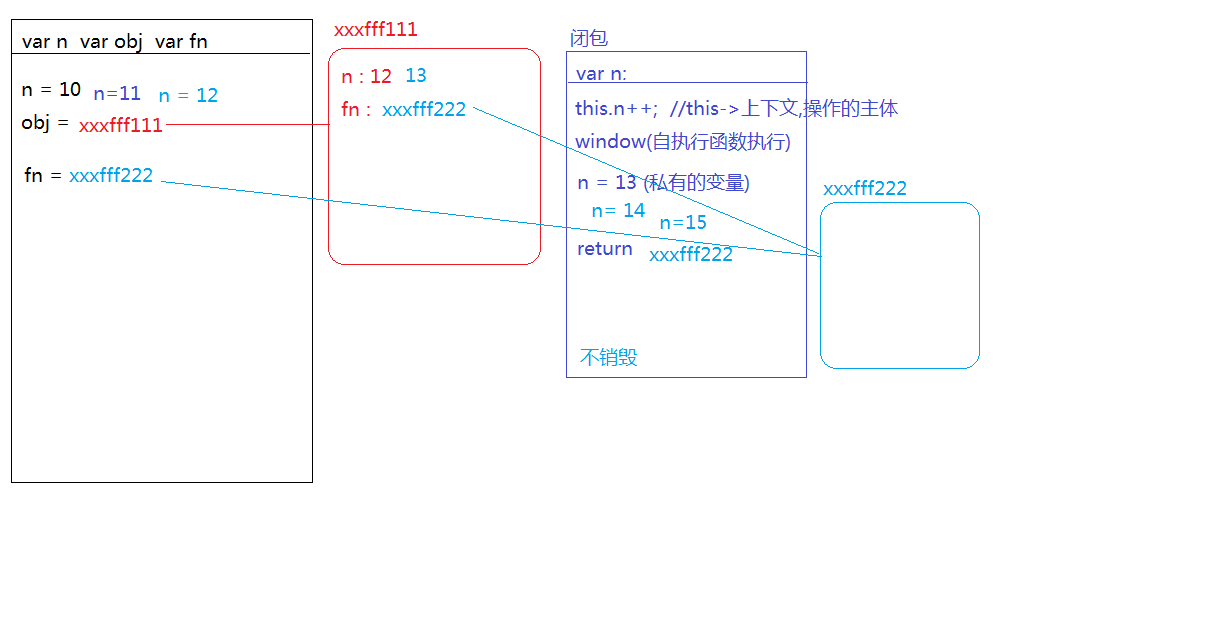 var n  var obj  var fn
n = 10  n=11  n = 12
obj = xxxfff111
fn = xxxfff222
xxxfff111
n : 12  13
fn : xxxfff222
闭包
var n:
this.n++;  //this->上下文,操作的主体
window(自执行函数执行)
n = 13 (私有的变量)
n= 14  n=15
return  xxxfff222
不销毁
xxxfff222